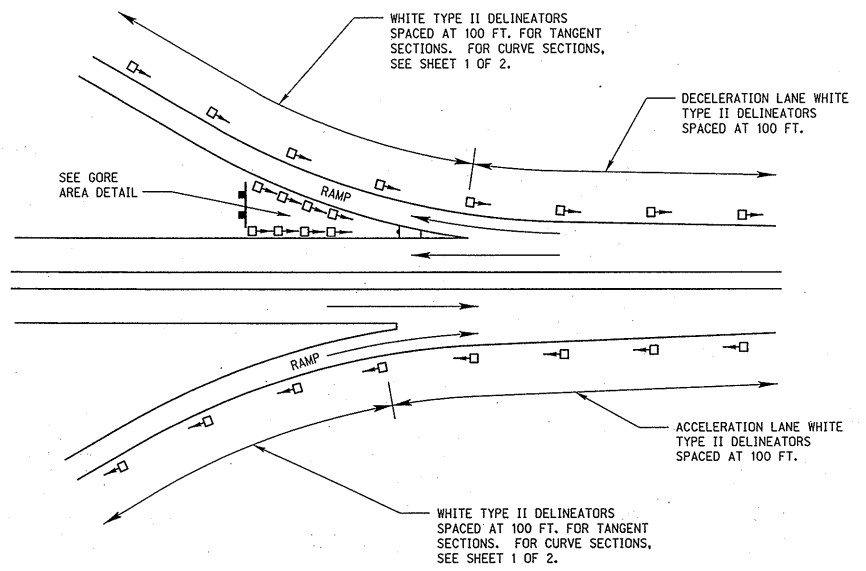 WHITE TYPE II DELINEATORS
SPACED AT 100 FT. FOR TANGENT
SECTIONS. FOR CURVE SECTIONS,
SEE SHEET 1 OF 2.
DECELERATION LANE WHITE
TYPE II DELINEATORS
SPACED AT 100 FT.
SEE GORE
AREA DETAIL
RAMP
RAMP
ACCELERATION LANE WHITE
TYPE II DELINEATORS
SPACED AT 100 FT.
WHITE TYPE II DELINEATORS
SPACED AT 100 FT. FOR TANGENT
SECTIONS. FOR CURVE SECTIONS,
SEE SHEET 1 OF 2.